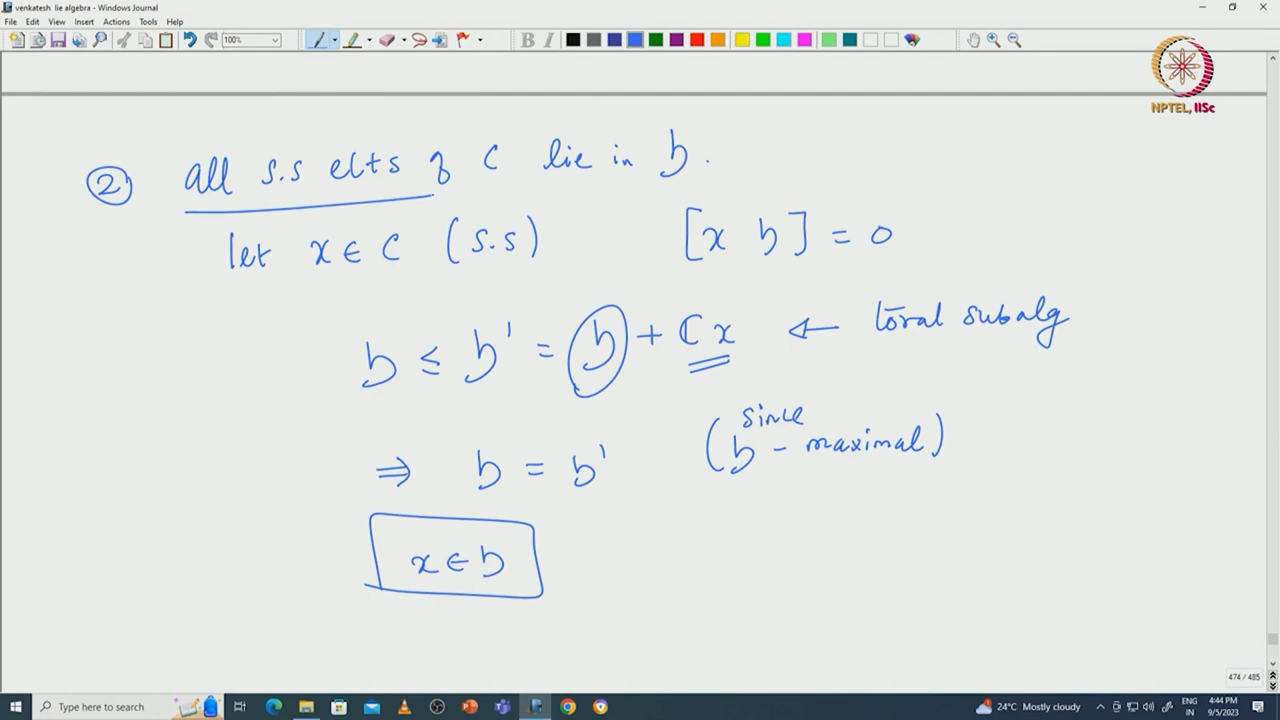 venkatesh lie algebra - Windows Journal
File Edit View Insert Actions Tools Help
100%
B I
NPTEL, IISc
② all s.s elts of C lie in h.
let x ∈ C (s.s) [x h] = 0
h ≤ h' = h + ℂx ← toral subalg
⇒ h = h' (since h - maximal)
x ∈ h
474 / 485
Type here to search
24°C Mostly cloudy
ENG
IN
4:44 PM
9/5/2023